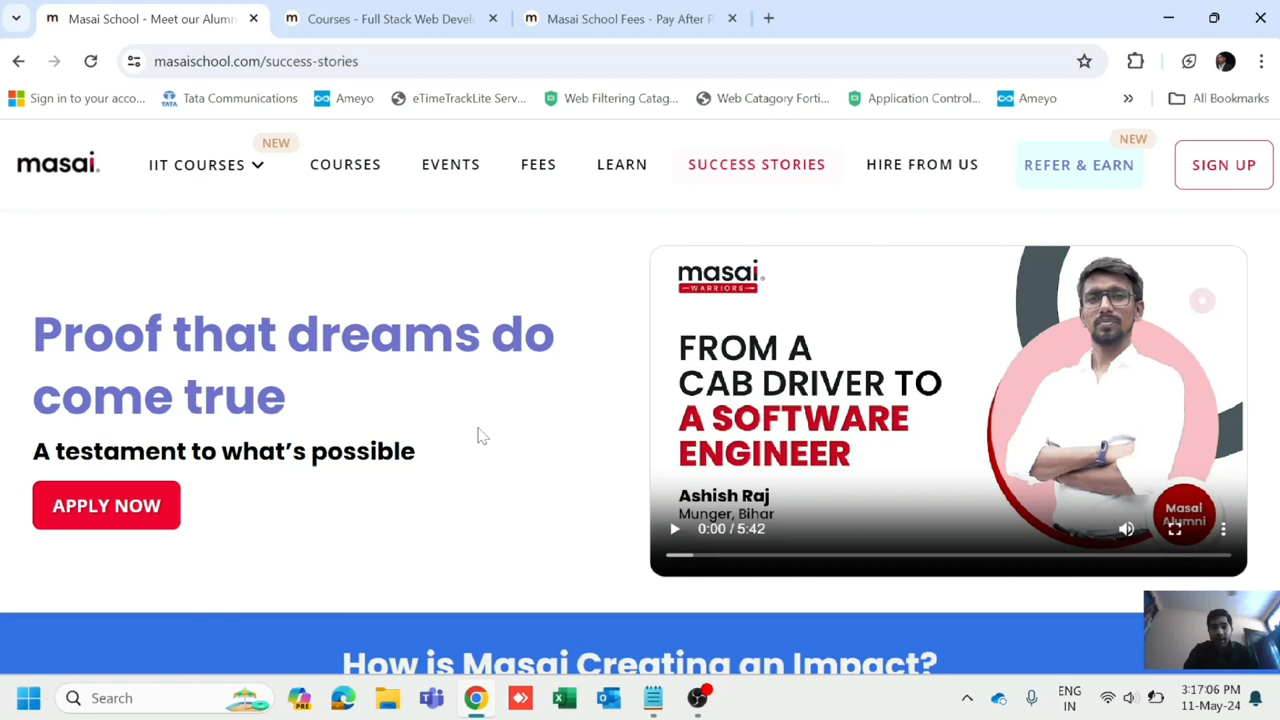 Masai School - Meet our Alumn
Courses - Full Stack Web Devel
Masai School Fees - Pay After P
masaischool.com/success-stories
Sign in to your acco...
Tata Communications
Ameyo
eTimeTrackLite Serv...
Web Filtering Catag...
Web Catagory Forti...
Application Control...
Ameyo
»
All Bookmarks
masai.
NEW
IIT COURSES
COURSES
EVENTS
FEES
LEARN
SUCCESS STORIES
HIRE FROM US
NEW
REFER & EARN
SIGN UP
Proof that dreams do
come true
A testament to what's possible
APPLY NOW
masai
WARRIORS
FROM A
CAB DRIVER TO
A SOFTWARE
ENGINEER
Ashish Raj
Munger, Bihar
0:00 / 5:42
Masai
Alumni
How is Masai Creating an Impact?
Search
PRE
ENG
IN
3:17:06 PM
11-May-24